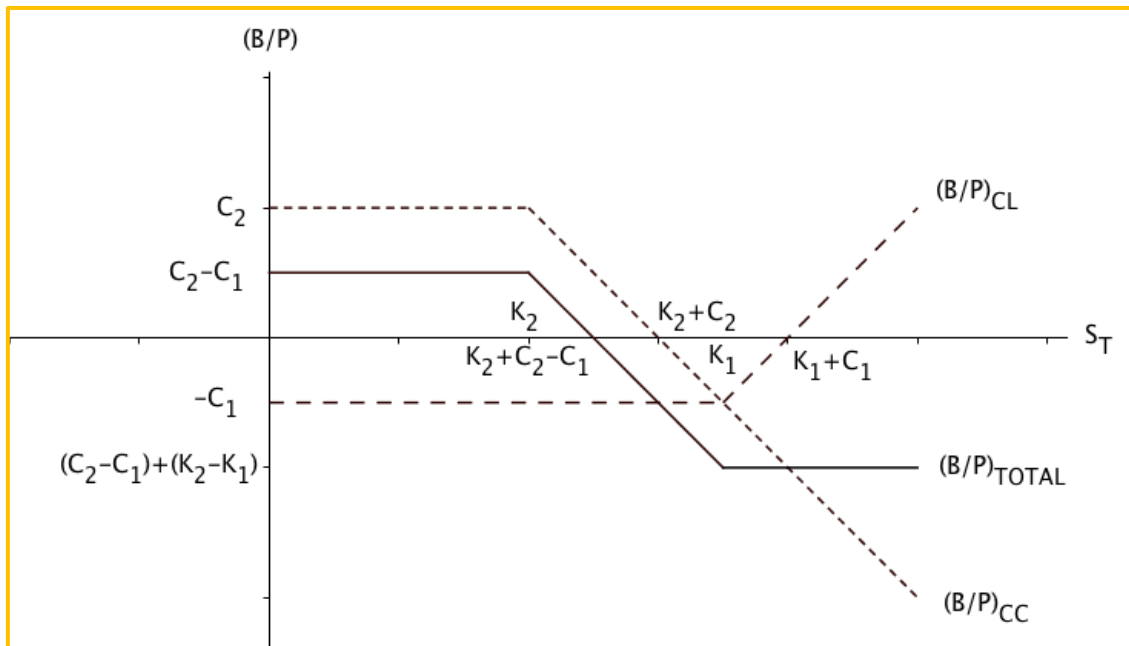 (B/P)
(B/P)CL
C2
C2–C1
K2
K2+C2
ST
K2+C2–C1
K1
K1+C1
–C1
(C2–C1)+(K2–K1)
(B/P)TOTAL
(B/P)CC